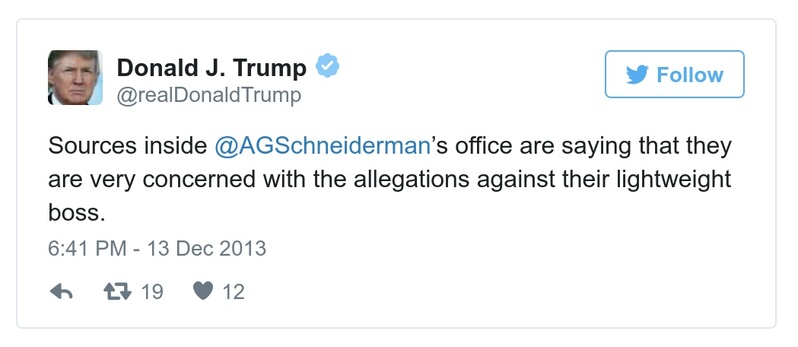 Donald J. Trump
@realDonaldTrump
Follow
Sources inside @AGSchneiderman’s office are saying that they
are very concerned with the allegations against their lightweight
boss.
6:41 PM - 13 Dec 2013
19 12